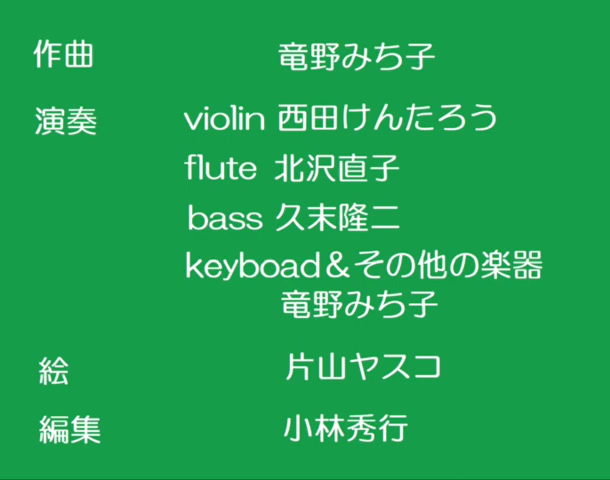 作曲 竜野みち子
演奏 violin 西田けんたろう
flute 北沢直子
bass 久末隆二
keyboad＆その他の楽器
竜野みち子
絵 片山ヤスコ
編集 小林秀行